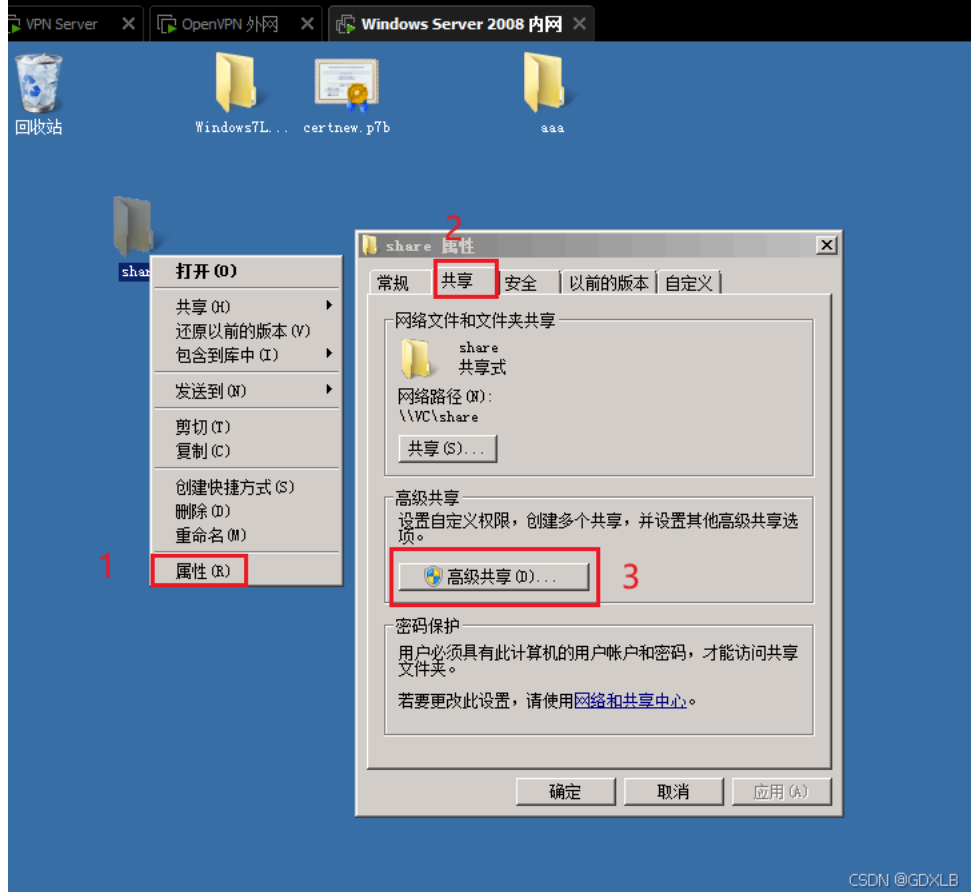 VPN Server
OpenVPN 外网
Windows Server 2008 内网
回收站
Windows7L...
certnew.p7b
aaa
shar
打开(O)
共享(H)
还原以前的版本(V)
包含到库中(I)
发送到(N)
剪切(T)
复制(C)
创建快捷方式(S)
删除(D)
重命名(M)
1
属性(R)
2
share 属性
常规
共享
安全
以前的版本
自定义
网络文件和文件夹共享
share
共享式
网络路径(N):
\\VC\share
共享(S)...
高级共享
设置自定义权限，创建多个共享，并设置其他高级共享选
项。
高级共享(D)...
3
密码保护
用户必须具有此计算机的用户帐户和密码，才能访问共享
文件夹。
若要更改此设置，请使用网络和共享中心。
确定
取消
应用(A)
CSDN @GDXLB